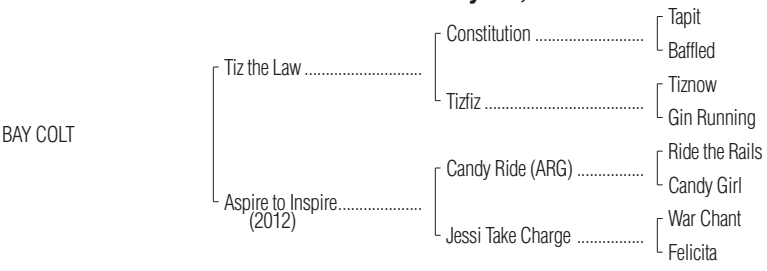 Tapit
Constitution
Baffled
Tiz the Law
Tiznow
Tizfiz
Gin Running
BAY COLT
Ride the Rails
Candy Ride (ARG)
Candy Girl
Aspire to Inspire
(2012)
War Chant
Jessi Take Charge
Felicita